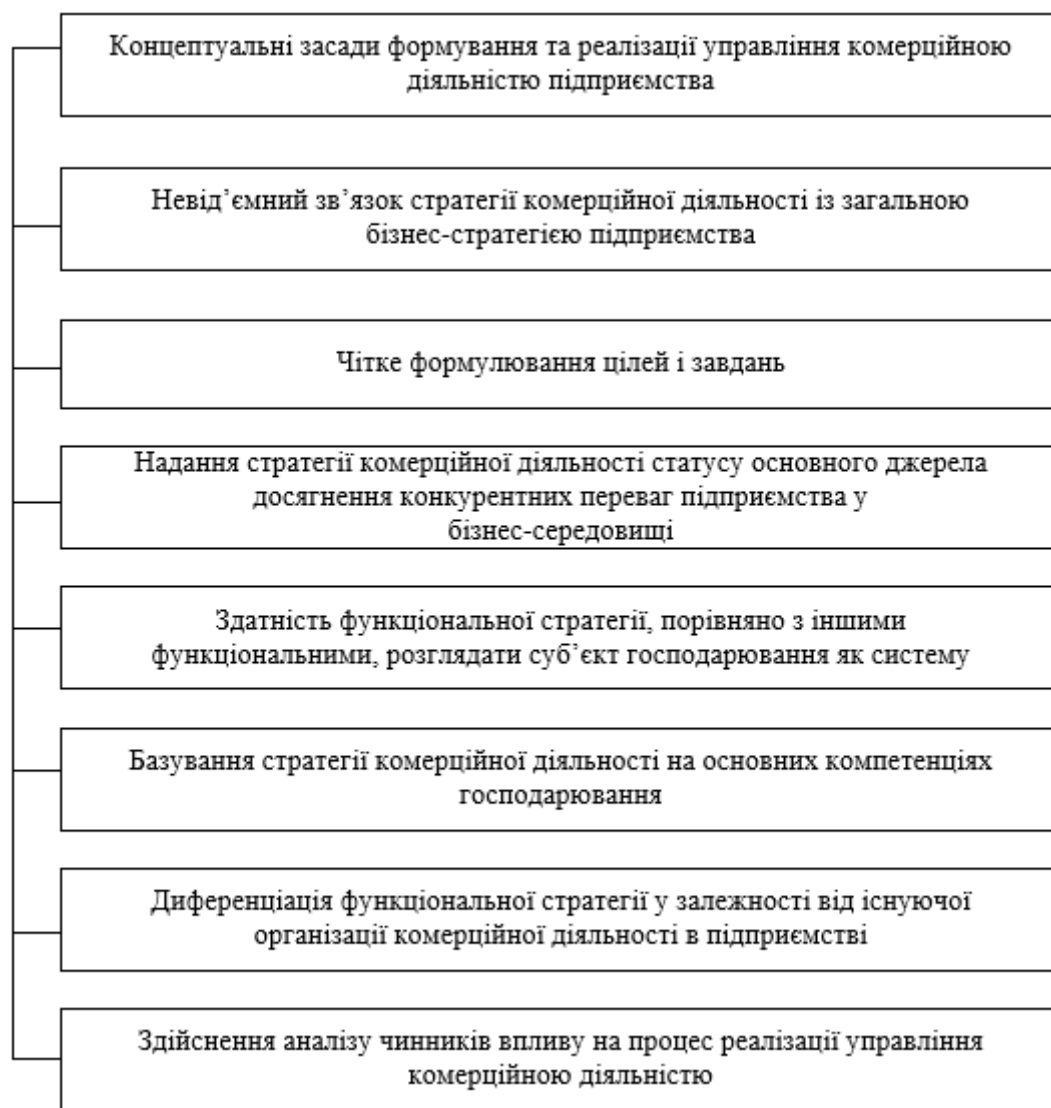 Концептуальні засади формування та реалізації управління комерційною
діяльністю підприємства
Невід’ємний зв’язок стратегії комерційної діяльності із загальною
бізнес-стратегією підприємства
Чітке формулювання цілей і завдань
Надання стратегії комерційної діяльності статусу основного джерела
досягнення конкурентних переваг підприємства у
бізнес-середовищі
Здатність функціональної стратегії, порівняно з іншими
функціональними, розглядати суб’єкт господарювання як систему
Базування стратегії комерційної діяльності на основних компетенціях
господарювання
Диференціація функціональної стратегії у залежності від існуючої
організації комерційної діяльності в підприємстві
Здійснення аналізу чинників впливу на процес реалізації управління
комерційною діяльністю